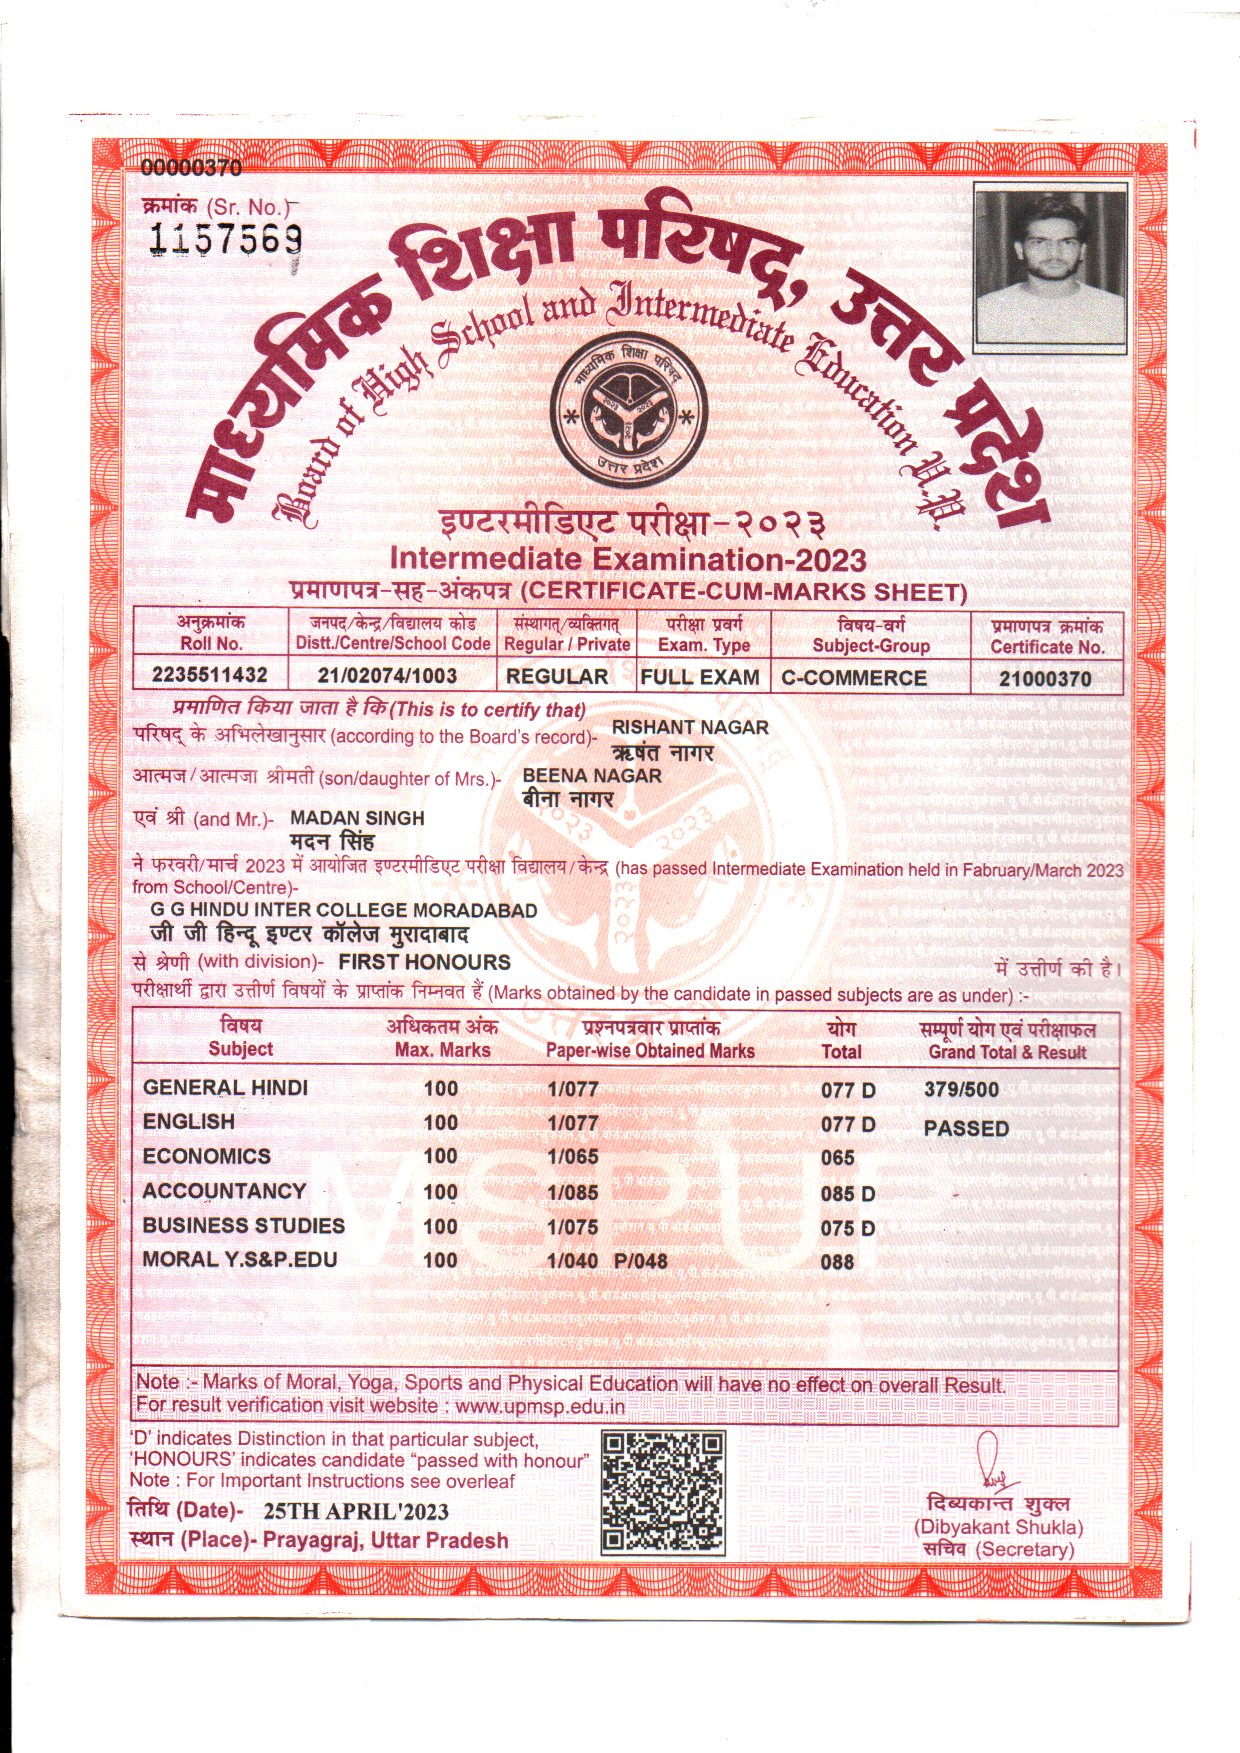 00000370
क्रमांक (Sr. No.)
1157569
माध्यमिक शिक्षा परिषद्, उत्तर प्रदेश
Board of High School and Intermediate Education U.P.
माध्यमिक शिक्षा परिषद्
२०२३ २०२३
२०२३
उत्तर प्रदेश
इण्टरमीडिएट परीक्षा-२०२३
Intermediate Examination-2023
प्रमाणपत्र-सह-अंकपत्र (CERTIFICATE-CUM-MARKS SHEET)
अनुक्रमांक जनपद/केन्द्र/विद्यालय कोड संस्थागत्/व्यक्तिगत् परीक्षा प्रवर्ग विषय-वर्ग प्रमाणपत्र क्रमांक
Roll No. Distt./Centre/School Code Regular / Private Exam. Type Subject-Group Certificate No.
2235511432 21/02074/1003 REGULAR FULL EXAM C-COMMERCE 21000370
प्रमाणित किया जाता है कि (This is to certify that)
परिषद् के अभिलेखानुसार (according to the Board's record)- RISHANT NAGAR
ऋषंत नागर
आत्मज/आत्मजा श्रीमती (son/daughter of Mrs.)- BEENA NAGAR
बीना नागर
एवं श्री (and Mr.)- MADAN SINGH
मदन सिंह
ने फरवरी/मार्च 2023 में आयोजित इण्टरमीडिएट परीक्षा विद्यालय/केन्द्र (has passed Intermediate Examination held in Fabruary/March 2023
from School/Centre)-
G G HINDU INTER COLLEGE MORADABAD
जी जी हिन्दू इण्टर कॉलेज मुरादाबाद
से श्रेणी (with division)- FIRST HONOURS में उत्तीर्ण की है।
परीक्षार्थी द्वारा उत्तीर्ण विषयों के प्राप्तांक निम्नवत हैं (Marks obtained by the candidate in passed subjects are as under) :-
विषय अधिकतम अंक प्रश्नपत्रवार प्राप्तांक योग सम्पूर्ण योग एवं परीक्षाफल
Subject Max. Marks Paper-wise Obtained Marks Total Grand Total & Result
GENERAL HINDI 100 1/077 077 D 379/500
ENGLISH 100 1/077 077 D PASSED
ECONOMICS 100 1/065 065
ACCOUNTANCY 100 1/085 085 D
BUSINESS STUDIES 100 1/075 075 D
MORAL Y.S&P.EDU 100 1/040 P/048 088
Note :- Marks of Moral, Yoga, Sports and Physical Education will have no effect on overall Result.
For result verification visit website : www.upmsp.edu.in
'D' indicates Distinction in that particular subject,
'HONOURS' indicates candidate "passed with honour"
Note : For Important Instructions see overleaf
तिथि (Date)- 25TH APRIL'2023
स्थान (Place)- Prayagraj, Uttar Pradesh
दिब्यकान्त शुक्ल
(Dibyakant Shukla)
सचिव (Secretary)